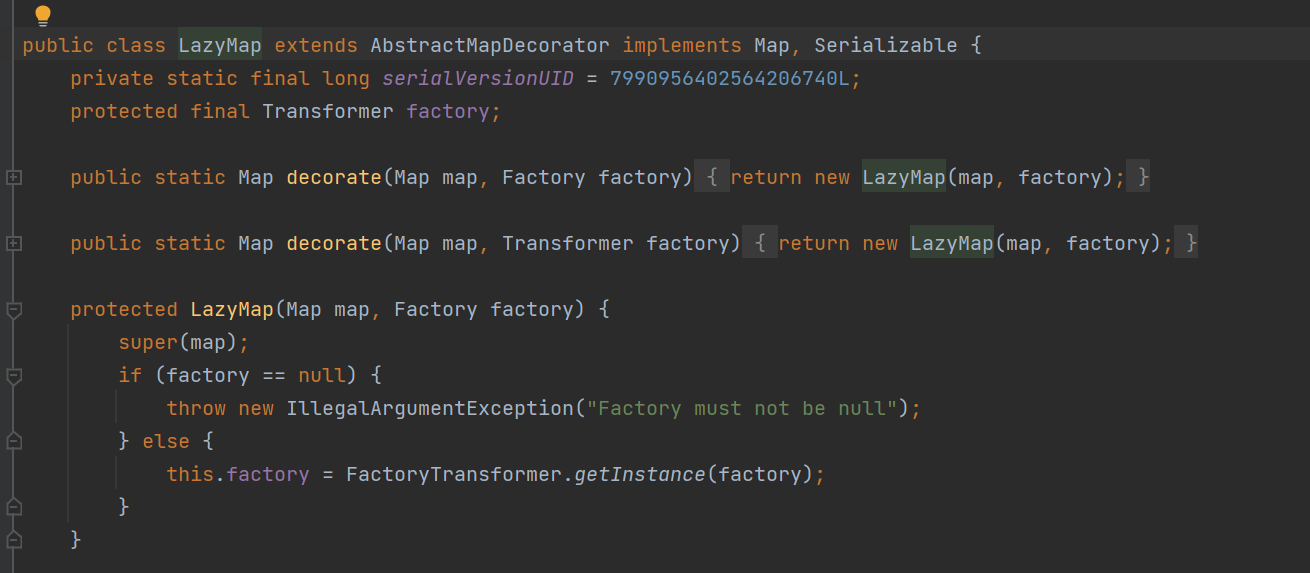 public class LazyMap extends AbstractMapDecorator implements Map, Serializable {
    private static final long serialVersionUID = 7990956402564206740L;
    protected final Transformer factory;
    public static Map decorate(Map map, Factory factory) { return new LazyMap(map, factory); }
    public static Map decorate(Map map, Transformer factory) { return new LazyMap(map, factory); }
    protected LazyMap(Map map, Factory factory) {
        super(map);
        if (factory == null) {
            throw new IllegalArgumentException("Factory must not be null");
        } else {
            this.factory = FactoryTransformer.getInstance(factory);
        }
    }